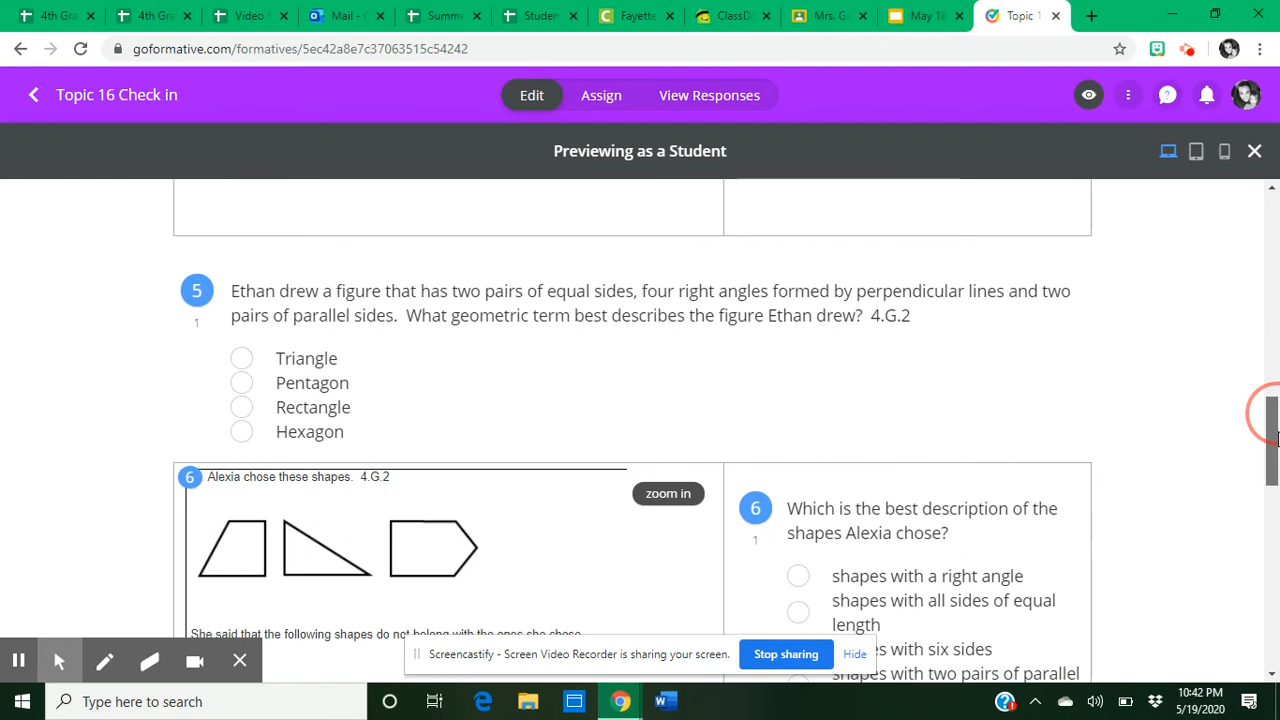 4th Gra
4th Gra
Video S
Mail - C
Summe
Studen
Fayette
ClassDo
Mrs. Gi
May 18
Topic 1
goformative.com/formatives/5ec42a8e7c37063515c54242
Topic 16 Check in
Edit
Assign
View Responses
Previewing as a Student
5
1
Ethan drew a figure that has two pairs of equal sides, four right angles formed by perpendicular lines and two
pairs of parallel sides. What geometric term best describes the figure Ethan drew? 4.G.2
Triangle
Pentagon
Rectangle
Hexagon
6 Alexia chose these shapes. 4.G.2
zoom in
She said that the following shapes do not belong with the ones she chose.
6
1
Which is the best description of the
shapes Alexia chose?
shapes with a right angle
shapes with all sides of equal
length
with six sides
shapes with two pairs of parallel
Screencastify - Screen Video Recorder is sharing your screen.
Stop sharing
Hide
Type here to search
10:42 PM
5/19/2020